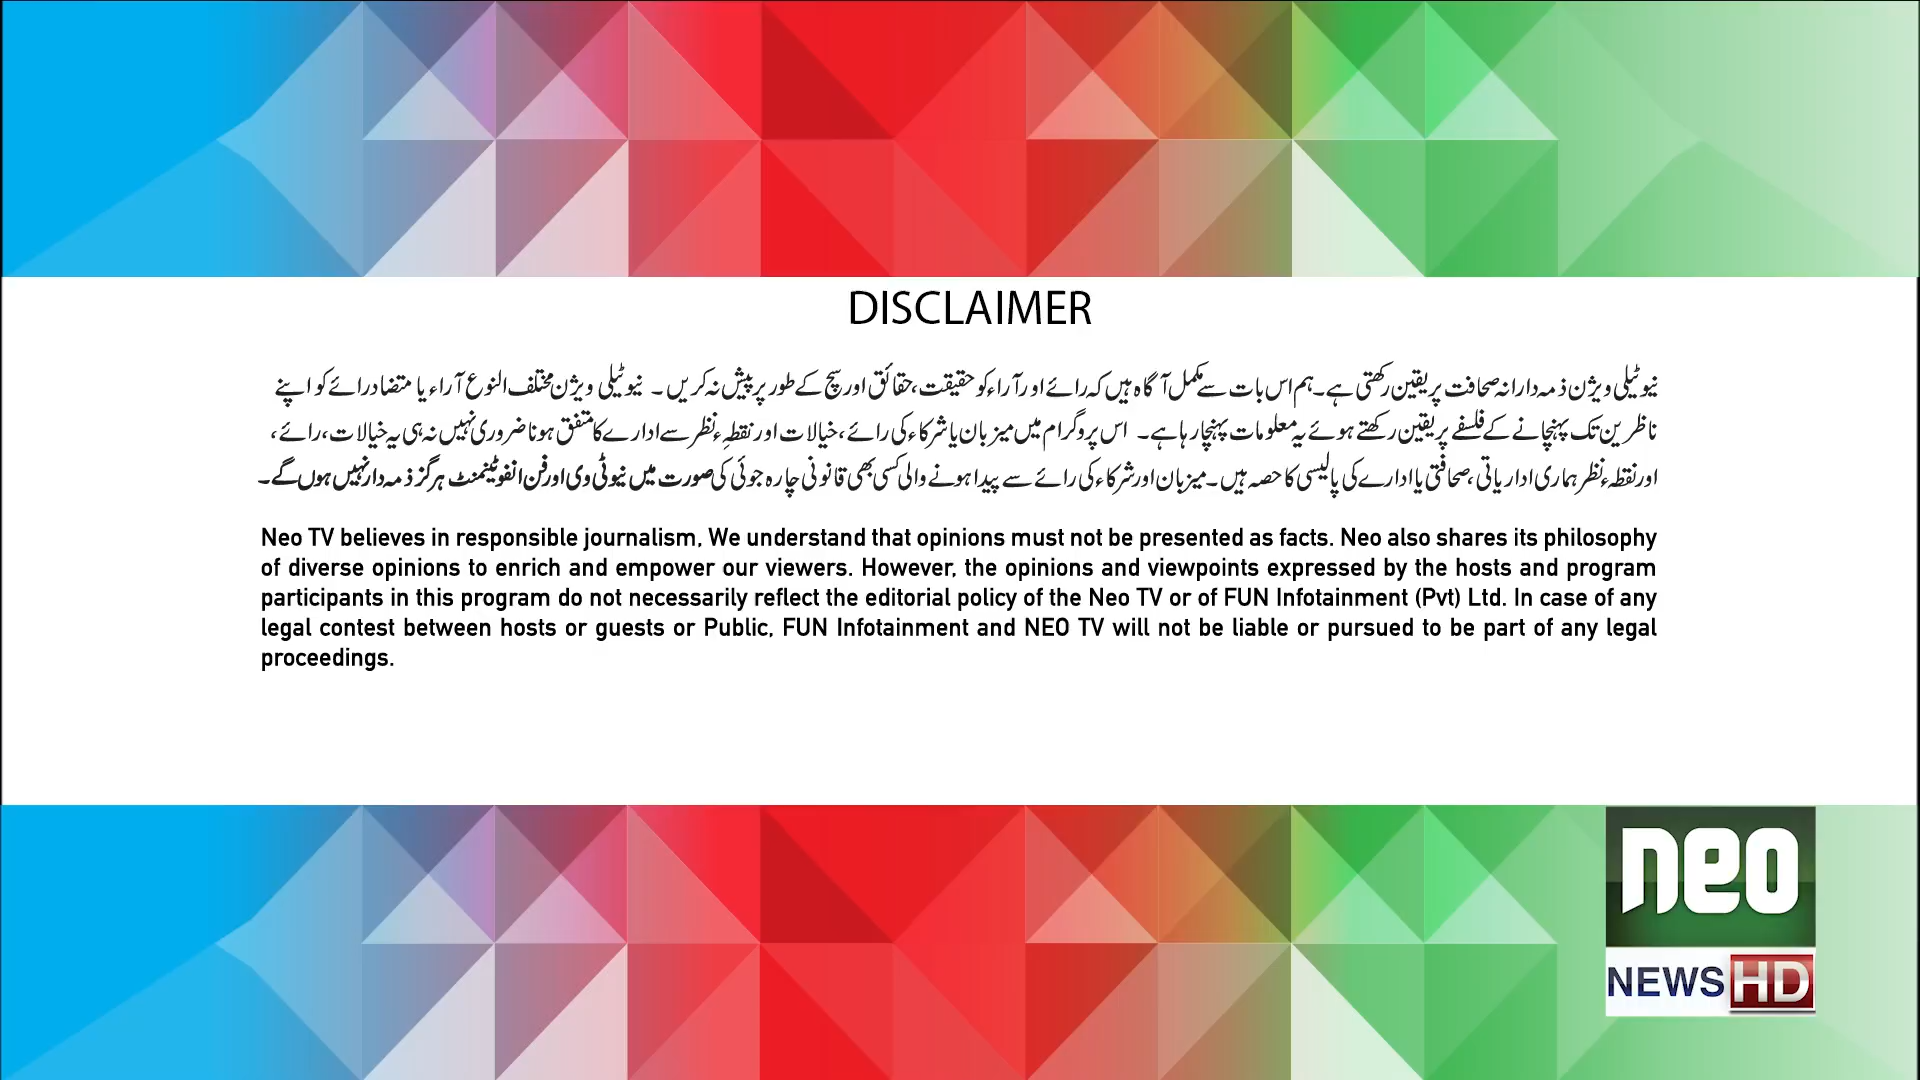 DISCLAIMER
نیوٹیلی ویژن ذمہ دارانہ صحافت پر یقین رکھتی ہے۔ ہم اس بات سے مکمل آگاہ ہیں کہ رائے اور آراء کو حقیقت، حقائق اور سچ کے طور پر پیش نہ کریں ۔ نیوٹیلی ویژن مختلف النوع آراء یا متضاد رائے کو اپنے
ناظرین تک پہنچانے کے فلسفے پر یقین رکھتے ہوئے یہ معلومات پہنچا رہا ہے۔ اس پروگرام میں میزبان یا شرکاء کی رائے، خیالات اور نقطہِء نظر سے ادارے کا متفق ہونا ضروری نہیں نہ ہی یہ خیالات، رائے،
اور نقطہء نظر ہماری ادارياتی، صحافتی یا ادارے کی پالیسی کا حصہ ہیں۔ میزبان اور شرکاء کی رائے سے پیدا ہونے والی کسی بھی قانونی چارہ جوئی کی صورت میں نیو ٹی وی اور فن انفوٹینمنٹ ہرگز ذمہ دار نہیں ہوں گے۔
Neo TV believes in responsible journalism, We understand that opinions must not be presented as facts. Neo also shares its philosophy
of diverse opinions to enrich and empower our viewers. However, the opinions and viewpoints expressed by the hosts and program
participants in this program do not necessarily reflect the editorial policy of the Neo TV or of FUN Infotainment (Pvt) Ltd. In case of any
legal contest between hosts or guests or Public, FUN Infotainment and NEO TV will not be liable or pursued to be part of any legal
proceedings.
neo
NEWS HD